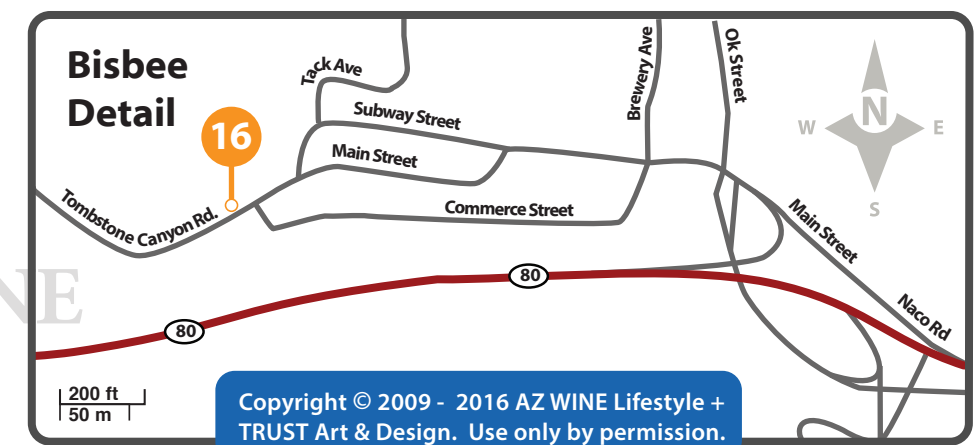 Bisbee
Detail
16
Tack Ave
Subway Street
Main Street
Commerce Street
Tombstone Canyon Rd.
Brewery Ave
Ok Street
N
W
E
S
Main Street
Naco Rd
80
80
NE
200 ft
50 m
Copyright © 2009 - 2016 AZ WINE Lifestyle +
TRUST Art & Design. Use only by permission.